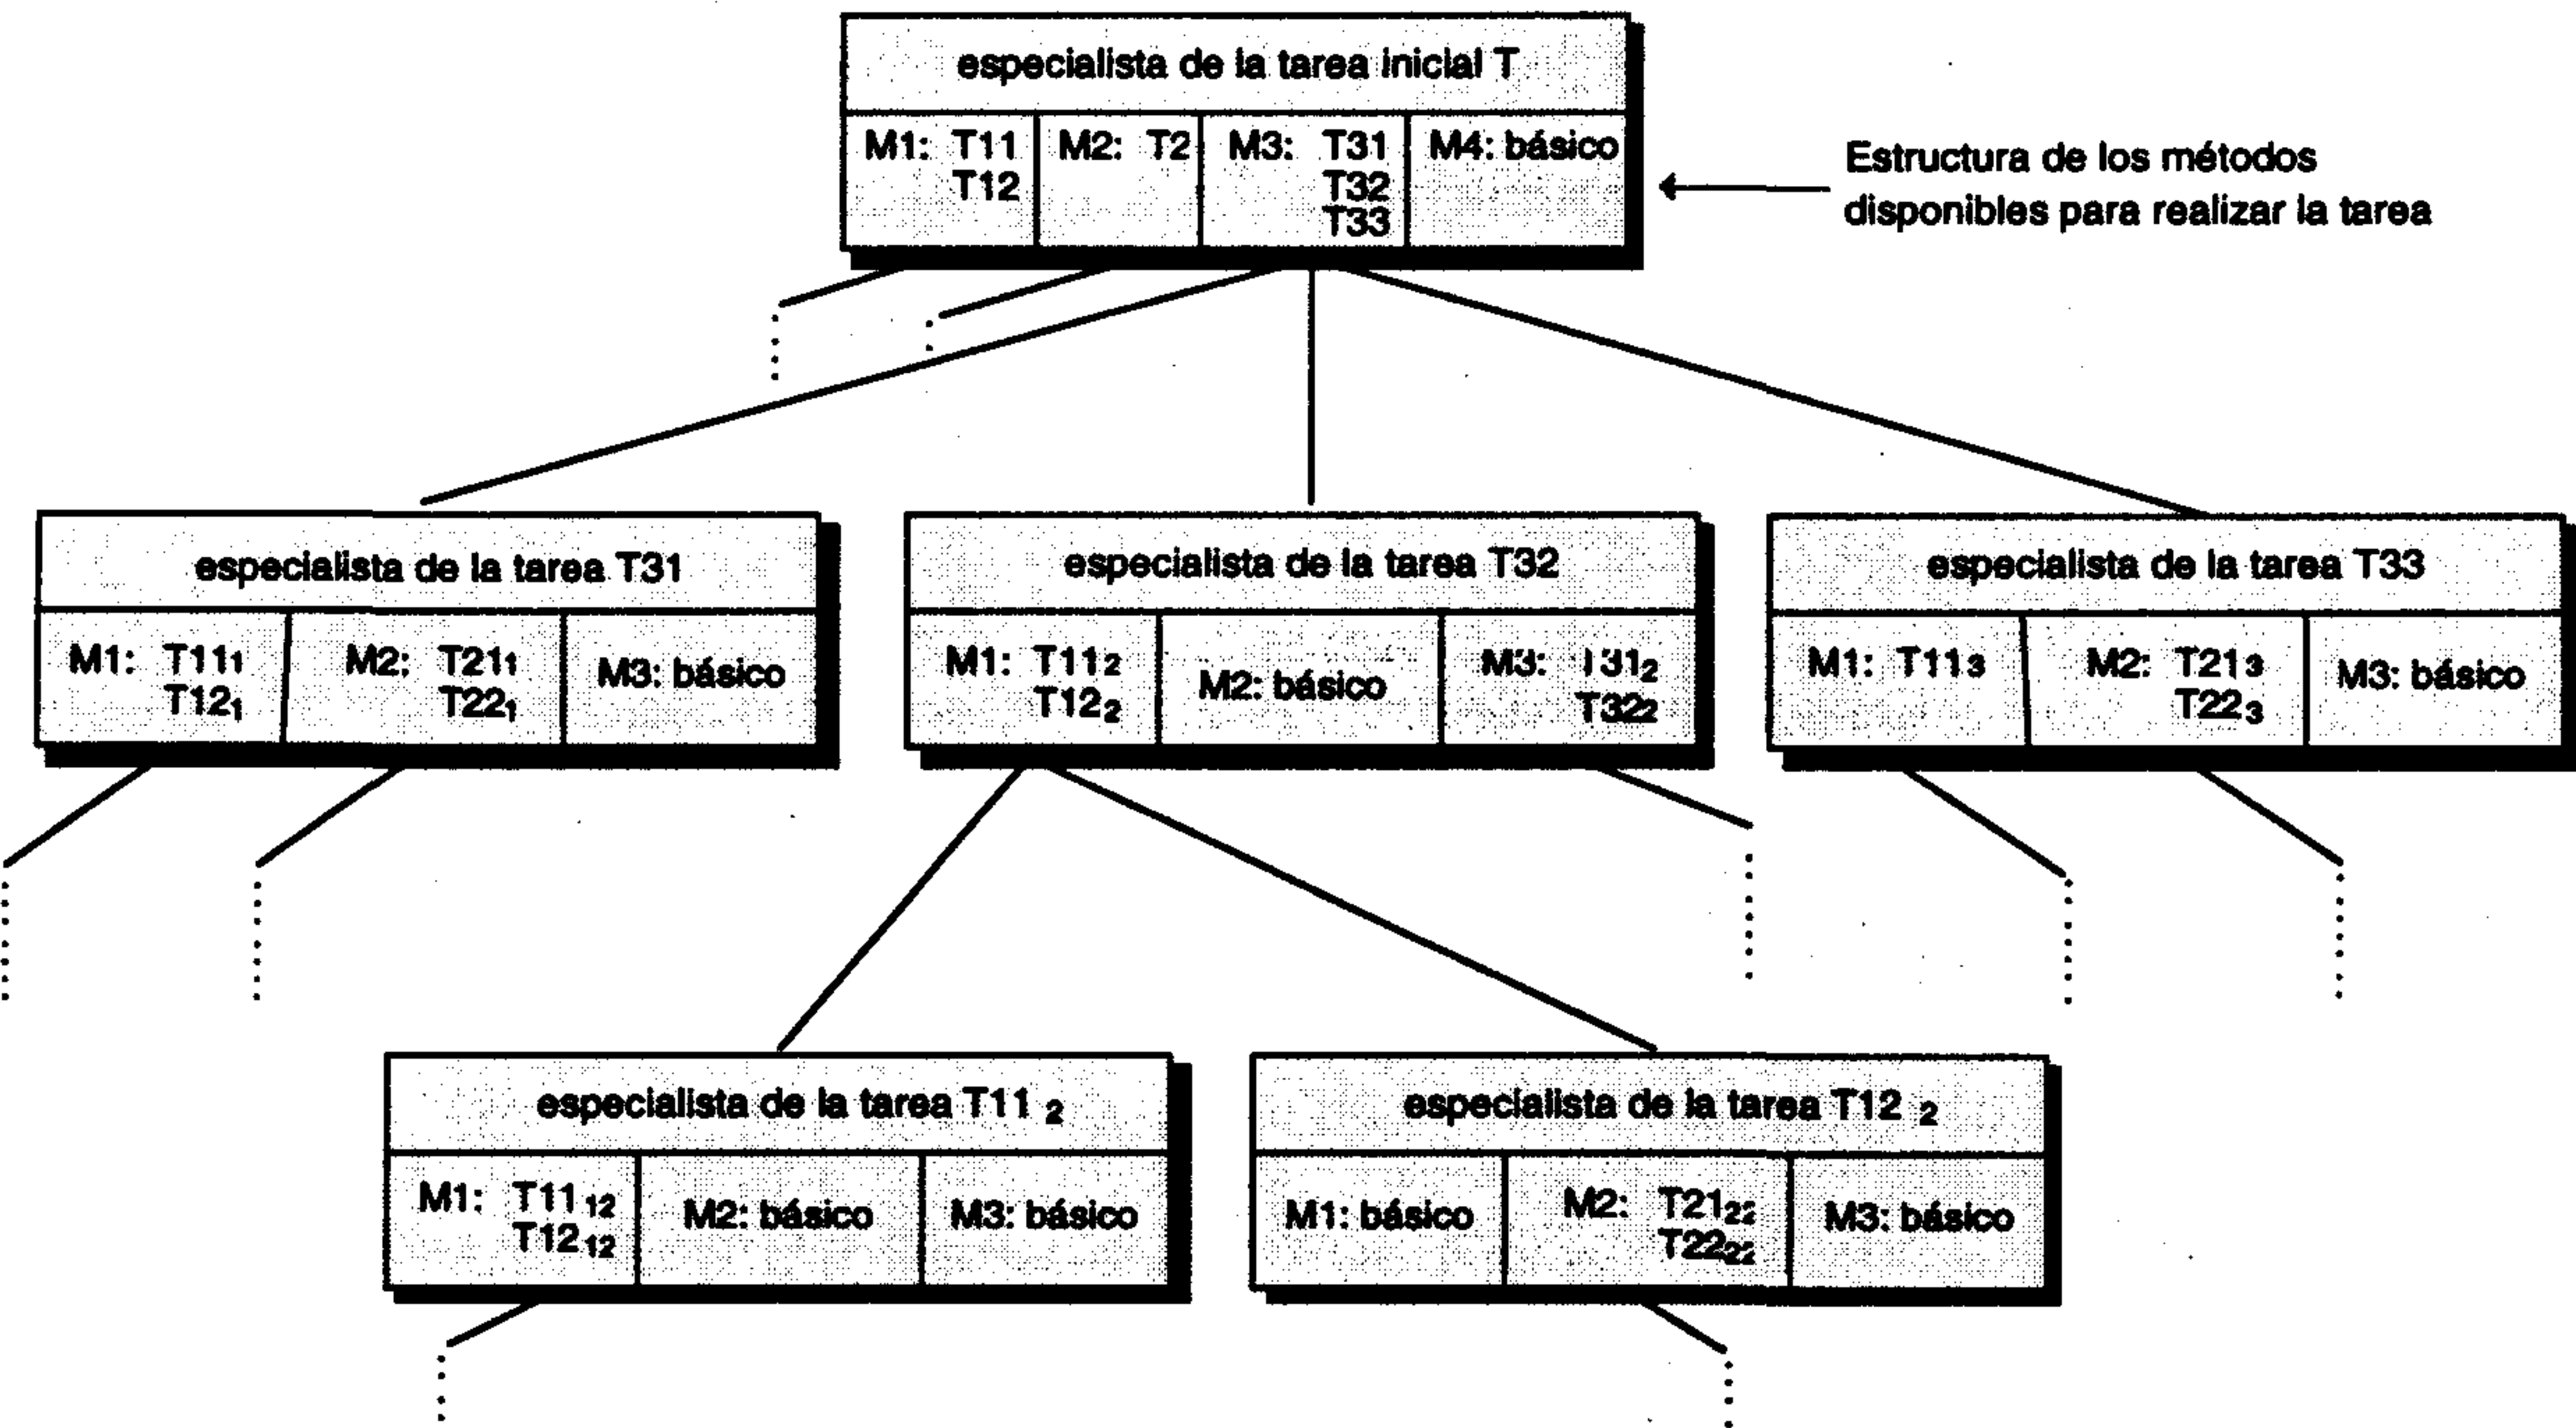 especialista de la tarea inicial T
M1: T11 M2: T2 M3: T31 M4: básico
T12 T32
T33
Estructura de los métodos
disponibles para realizar la tarea
especialista de la tarea T31
M1: T11₁ M2: T21₁ M3: básico
T12₁ T22₁
especialista de la tarea T32
M1: T11₂ M2: básico M3: T31₂
T12₂ T32₂
especialista de la tarea T33
M1: T11₃ M2: T21₃ M3: básico
T22₃
especialista de la tarea T11 ₂
M1: T11₁₂ M2: básico M3: básico
T12₁₂
especialista de la tarea T12 ₂
M1: básico M2: T21₂₂ M3: básico
T22₂₂